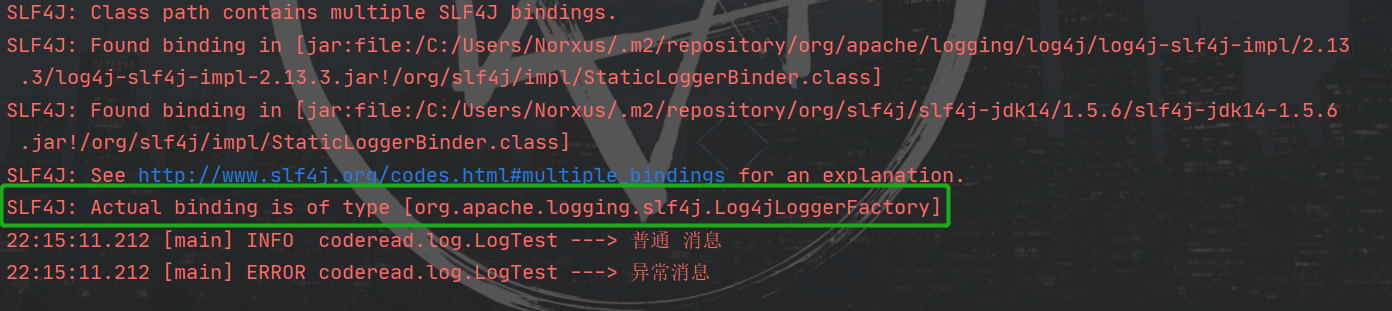 SLF4J: Class path contains multiple SLF4J bindings.
SLF4J: Found binding in [jar:file:/C:/Users/Norxus/.m2/repository/org/apache/logging/log4j/log4j-slf4j-impl/2.13
.3/log4j-slf4j-impl-2.13.3.jar!/org/slf4j/impl/StaticLoggerBinder.class]
SLF4J: Found binding in [jar:file:/C:/Users/Norxus/.m2/repository/org/slf4j/slf4j-jdk14/1.5.6/slf4j-jdk14-1.5.6
.jar!/org/slf4j/impl/StaticLoggerBinder.class]
SLF4J: See http://www.slf4j.org/codes.html#multiple_bindings for an explanation.
SLF4J: Actual binding is of type [org.apache.logging.slf4j.Log4jLoggerFactory]
22:15:11.212 [main] INFO  coderead.log.LogTest ---> 普通 消息
22:15:11.212 [main] ERROR coderead.log.LogTest ---> 异常消息